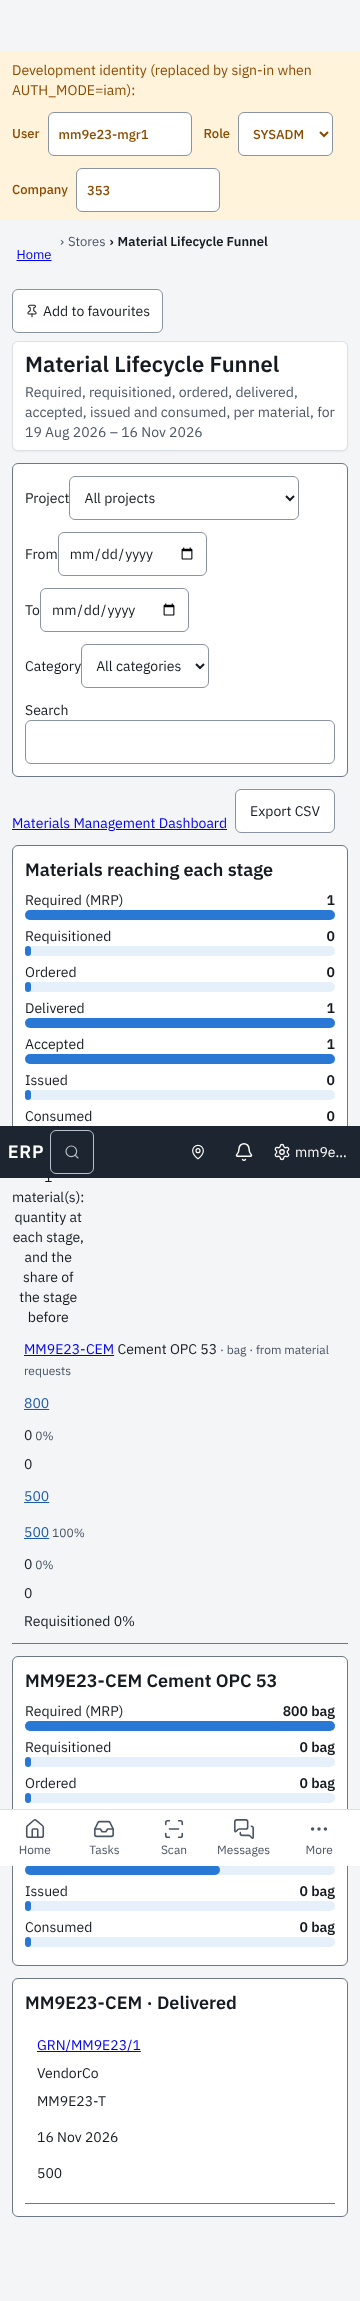 Development identity (replaced by sign-in when
AUTH_MODE=iam):
User mm9e23-mgr1 Role SYSADM
Company 353
Home › Stores › Material Lifecycle Funnel
Add to favourites
Material Lifecycle Funnel
Required, requisitioned, ordered, delivered,
accepted, issued and consumed, per material, for
19 Aug 2026 – 16 Nov 2026
Project All projects
From mm/dd/yyyy
To mm/dd/yyyy
Category All categories
Search
Materials Management Dashboard Export CSV
Materials reaching each stage
Required (MRP) 1
Requisitioned 0
Ordered 0
Delivered 1
Accepted 1
Issued 0
Consumed 0
ERP mm9e...
material(s):
quantity at
each stage,
and the
share of
the stage
before
MM9E23-CEM Cement OPC 53 · bag · from material
requests
800
0 0%
0
500
500 100%
0 0%
0
Requisitioned 0%
MM9E23-CEM Cement OPC 53
Required (MRP) 800 bag
Requisitioned 0 bag
Ordered 0 bag
Home Tasks Scan Messages More
Issued 0 bag
Consumed 0 bag
MM9E23-CEM · Delivered
GRN/MM9E23/1
VendorCo
MM9E23-T
16 Nov 2026
500